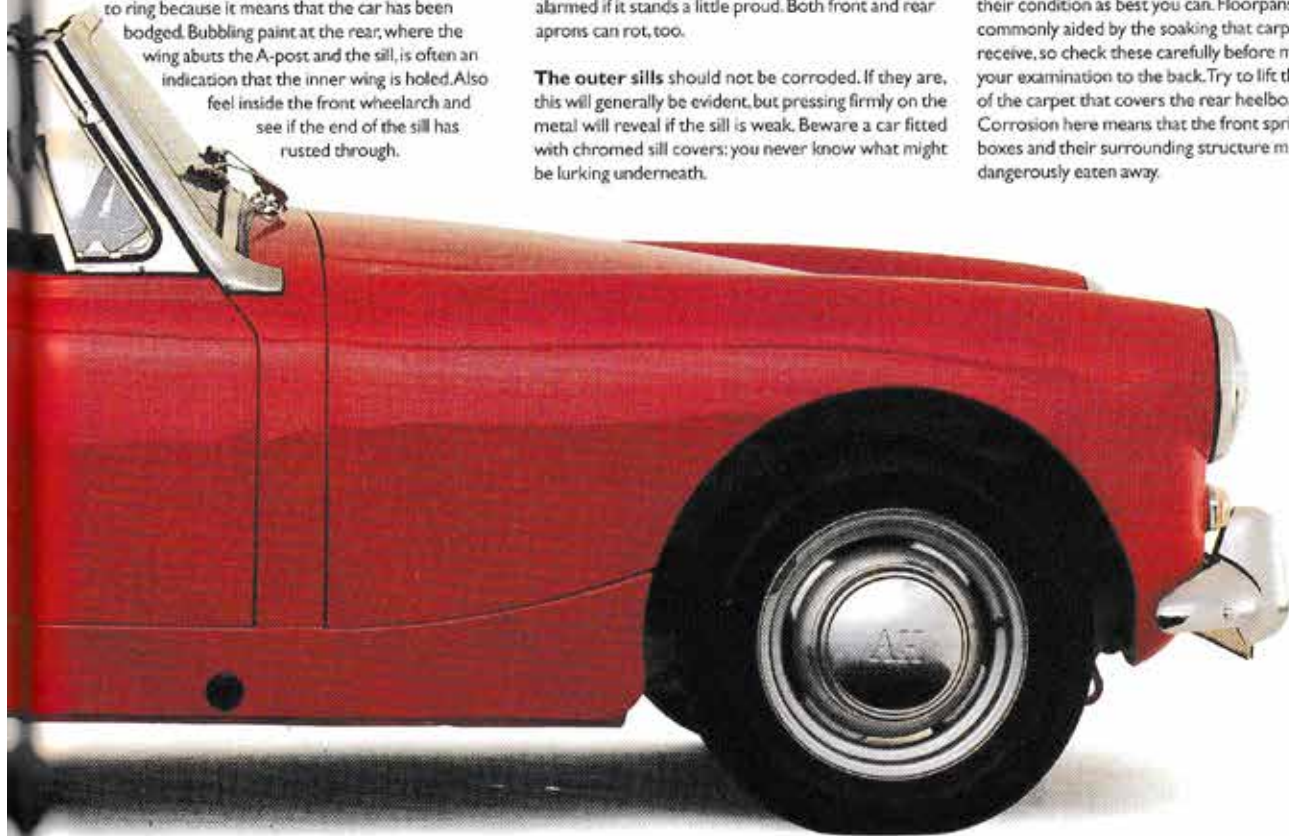 to ring because it means that the car has been
bodged. Bubbling paint at the rear, where the
wing abuts the A-post and the sill, is often an
indication that the inner wing is holed. Also
feel inside the front wheelarch and
see if the end of the sill has
rusted through.
alarmed if it stands a little proud. Both front and rear
aprons can rot, too.
The outer sills should not be corroded. If they are,
this will generally be evident, but pressing firmly on the
metal will reveal if the sill is weak. Beware a car fitted
with chromed sill covers: you never know what might
be lurking underneath.
their condition as best you can. Floorpans
commonly aided by the soaking that carp
receive, so check these carefully before m
your examination to the back. Try to lift th
of the carpet that covers the rear heelbo
Corrosion here means that the front spri
boxes and their surrounding structure m
dangerously eaten away.
AH